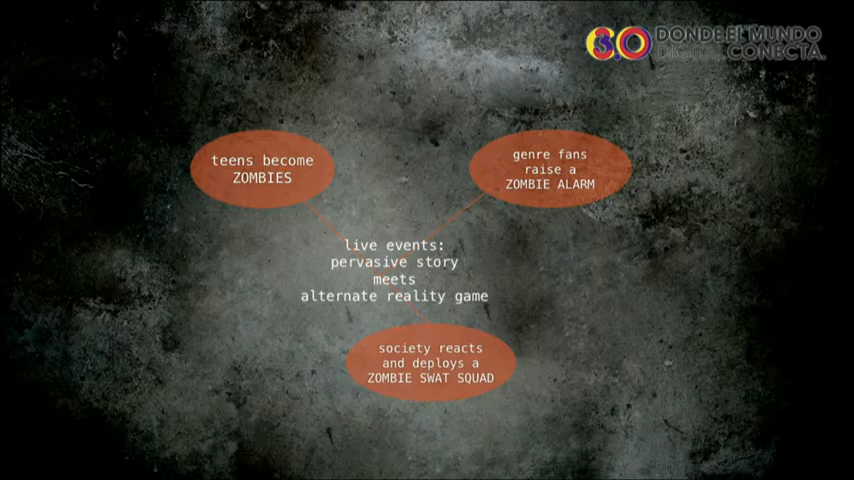 3.0 DONDE EL MUNDO
DIGITAL CONECTA.
teens become
ZOMBIES
genre fans
raise a
ZOMBIE ALARM
live events:
pervasive story
meets
alternate reality game
society reacts
and deploys a
ZOMBIE SWAT SQUAD